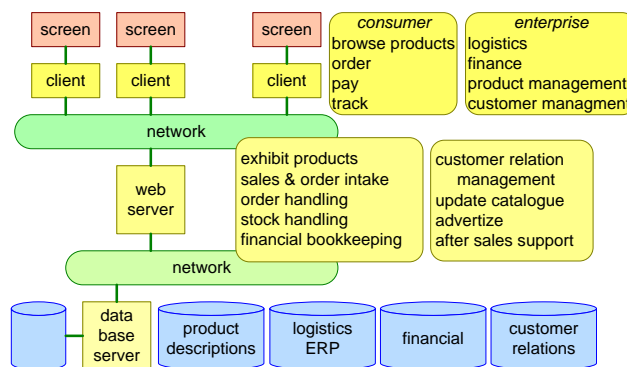 screen
screen
screen
client
client
client
consumer
browse products
order
pay
track
enterprise
logistics
finance
product management
customer managment
network
web
server
exhibit products
sales & order intake
order handling
stock handling
financial bookkeeping
customer relation
management
update catalogue
advertize
after sales support
network
data
base
server
product
descriptions
logistics
ERP
financial
customer
relations